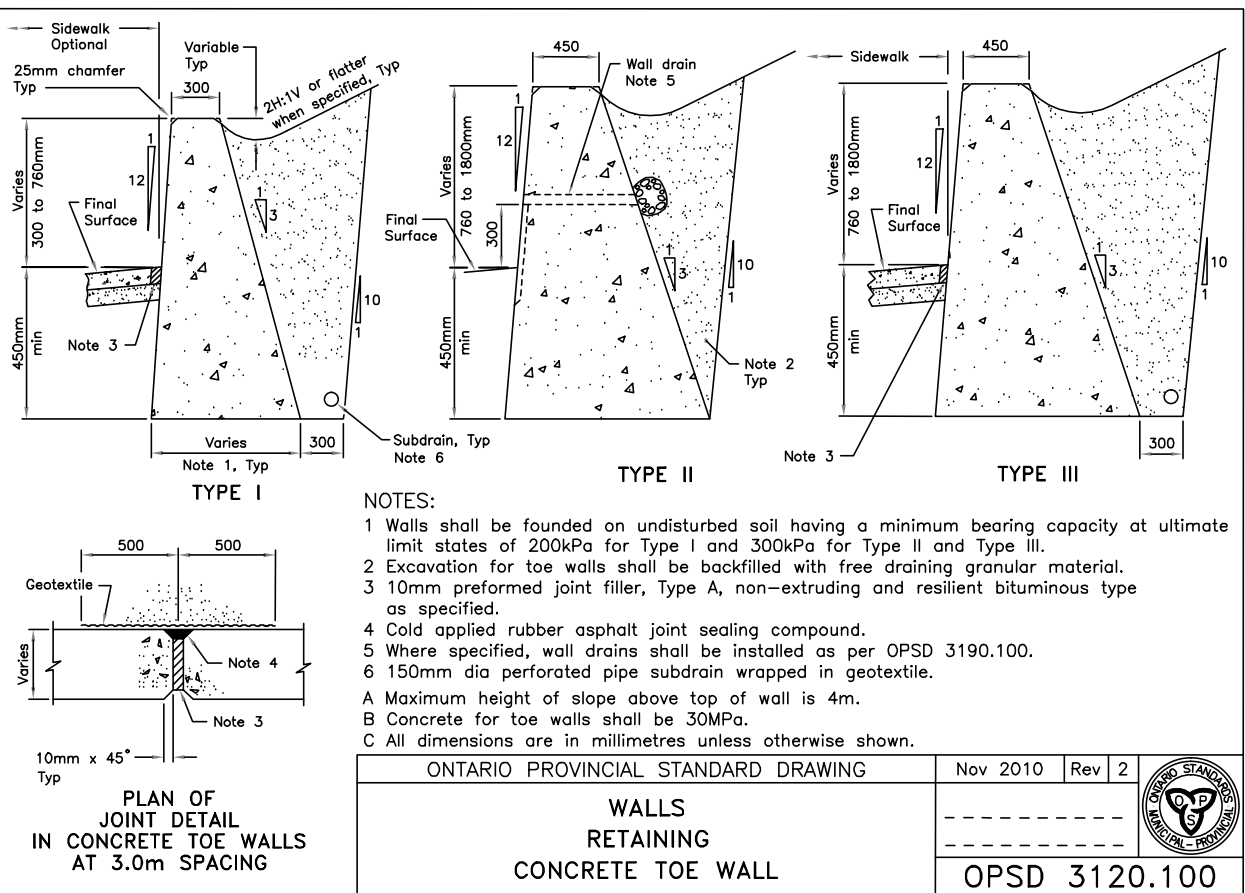 Sidewalk
Optional
Variable
Typ
25mm chamfer
Typ
300
2H:1V or flatter
when specified, Typ
1
12
Varies
300 to 760mm
Final
Surface
1
3
10
1
450mm
min
Note 3
Varies
Note 1, Typ
300
Subdrain, Typ
Note 6
TYPE I
450
Wall drain
Note 5
1
12
Varies
760 to 1800mm
Final
Surface
300
1
3
10
1
450mm
min
Note 2
Typ
TYPE II
Sidewalk
450
1
12
Varies
760 to 1800mm
Final
Surface
1
3
10
1
450mm
min
Note 3
300
TYPE III
500
500
Geotextile
Varies
Note 4
Note 3
10mm x 45°
Typ
PLAN OF
JOINT DETAIL
IN CONCRETE TOE WALLS
AT 3.0m SPACING
NOTES:
1 Walls shall be founded on undisturbed soil having a minimum bearing capacity at ultimate
limit states of 200kPa for Type I and 300kPa for Type II and Type III.
2 Excavation for toe walls shall be backfilled with free draining granular material.
3 10mm preformed joint filler, Type A, non-extruding and resilient bituminous type
as specified.
4 Cold applied rubber asphalt joint sealing compound.
5 Where specified, wall drains shall be installed as per OPSD 3190.100.
6 150mm dia perforated pipe subdrain wrapped in geotextile.
A Maximum height of slope above top of wall is 4m.
B Concrete for toe walls shall be 30MPa.
C All dimensions are in millimetres unless otherwise shown.
ONTARIO PROVINCIAL STANDARD DRAWING
Nov 2010 Rev 2
WALLS
RETAINING
CONCRETE TOE WALL
ONTARIO STANDARDS
MUNICIPAL-PROVINCIAL
O P S
OPSD 3120.100